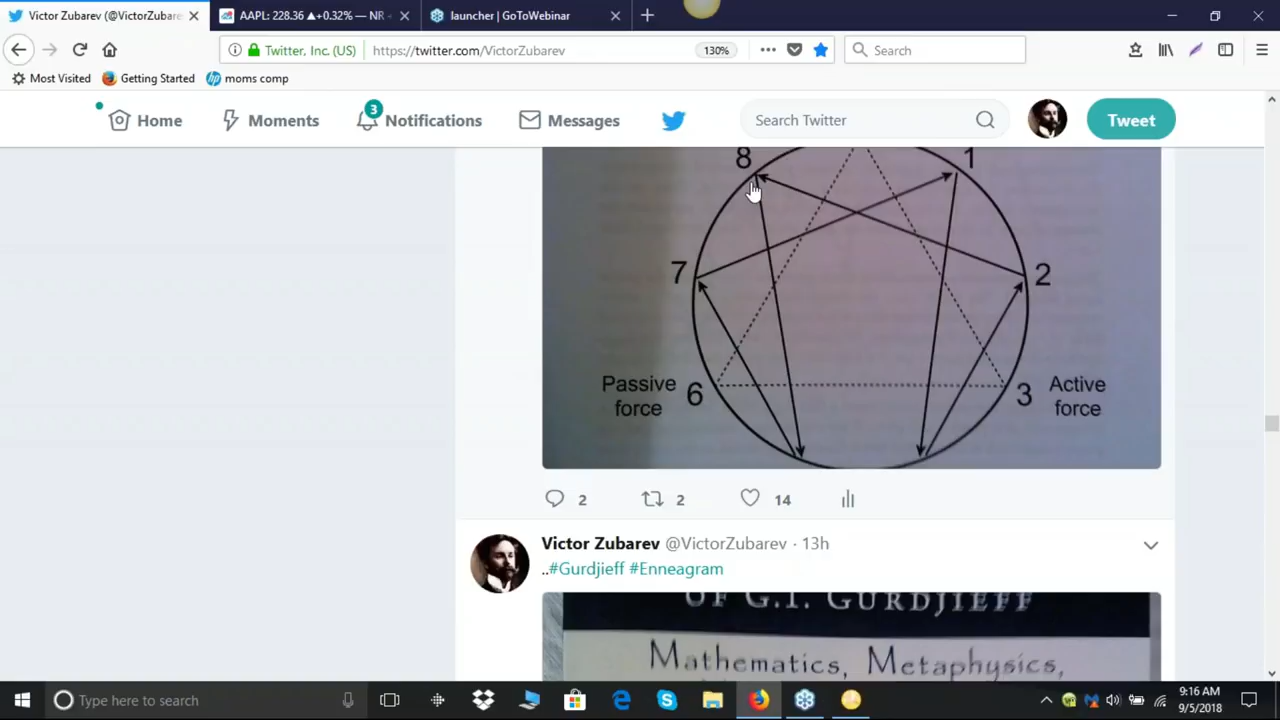 Victor Zubarev (@VictorZubare
AAPL: 228.36 ▲+0.32% — NR
launcher | GoToWebinar
Twitter, Inc. (US)
https://twitter.com/VictorZubarev
130%
Search
Most Visited
Getting Started
moms comp
Home
Moments
3
Notifications
Messages
Search Twitter
Tweet
8
1
7
2
Passive
force
6
3
Active
force
2
2
14
Victor Zubarev @VictorZubarev · 13h
..#Gurdjieff #Enneagram
OF G.I. GURDJIEFF
Mathematics, Metaphysics,
Type here to search
9:16 AM
9/5/2018